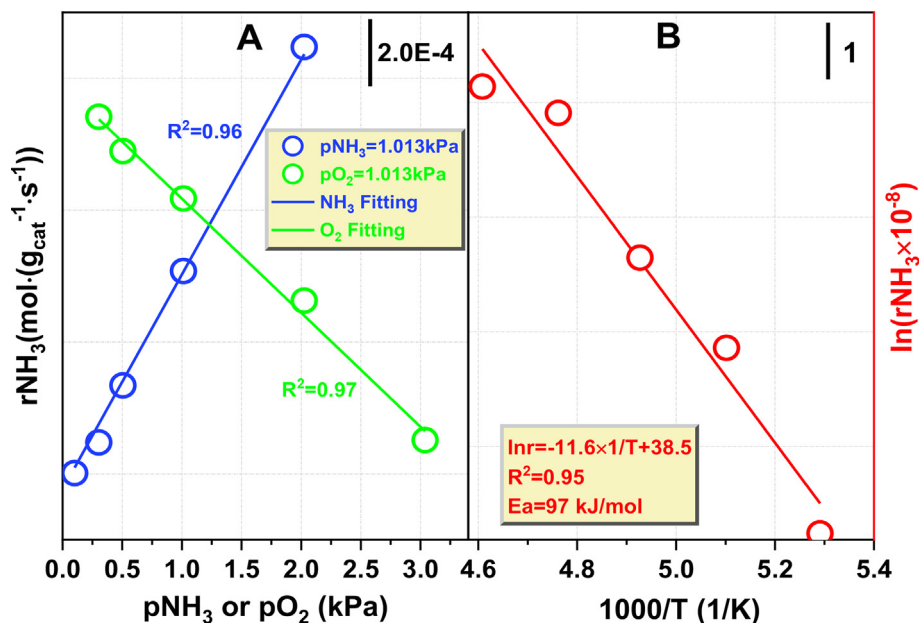 A
2.0E-4
R²=0.96
pNH₃=1.013kPa
pO₂=1.013kPa
NH₃ Fitting
O₂ Fitting
R²=0.97
rNH₃(mol·(g_cat⁻¹·s⁻¹))
0.0 0.5 1.0 1.5 2.0 2.5 3.0
pNH₃ or pO₂ (kPa)
B
1
lnr=-11.6×1/T+38.5
R²=0.95
Ea=97 kJ/mol
ln(rNH₃×10⁻⁸)
4.6 4.8 5.0 5.2 5.4
1000/T (1/K)